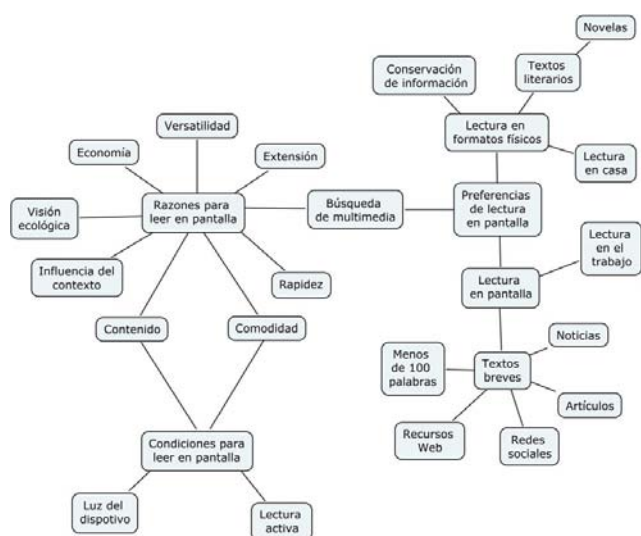 Novelas
Conservación
de información
Textos
literarios
Versatilidad
Lectura en
formatos físicos
Economía
Extensión
Lectura
en casa
Razones para
leer en pantalla
Búsqueda
de multimedia
Preferencias
de lectura
en pantalla
Visión
ecológica
Lectura
en el
trabajo
Influencia del
contexto
Rapidez
Lectura
en pantalla
Contenido
Comodidad
Noticias
Menos
de 100
palabras
Textos
breves
Artículos
Recursos
Web
Redes
sociales
Condiciones para
leer en pantalla
Luz del
dispotivo
Lectura
activa